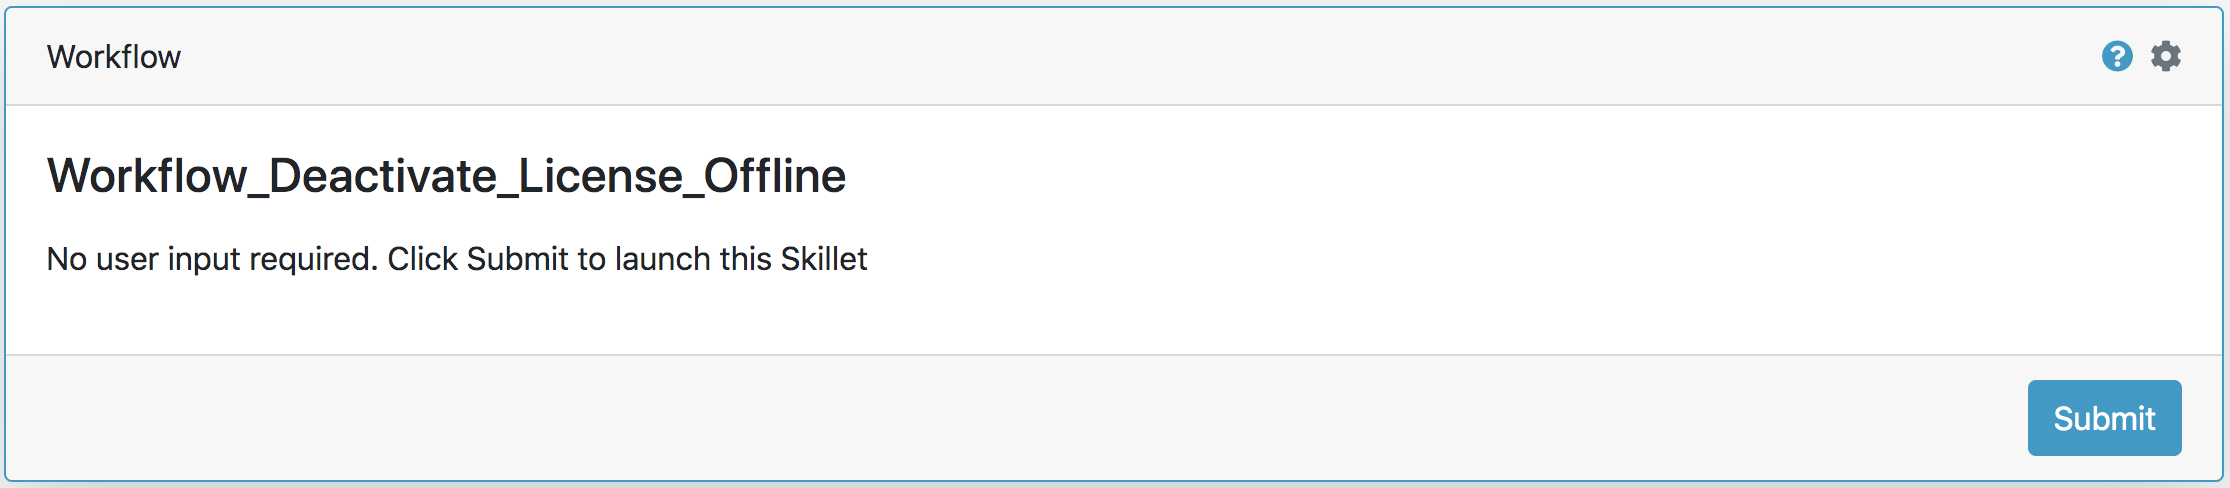 Workflow
Workflow_Deactivate_License_Offline
No user input required. Click Submit to launch this Skillet
Submit